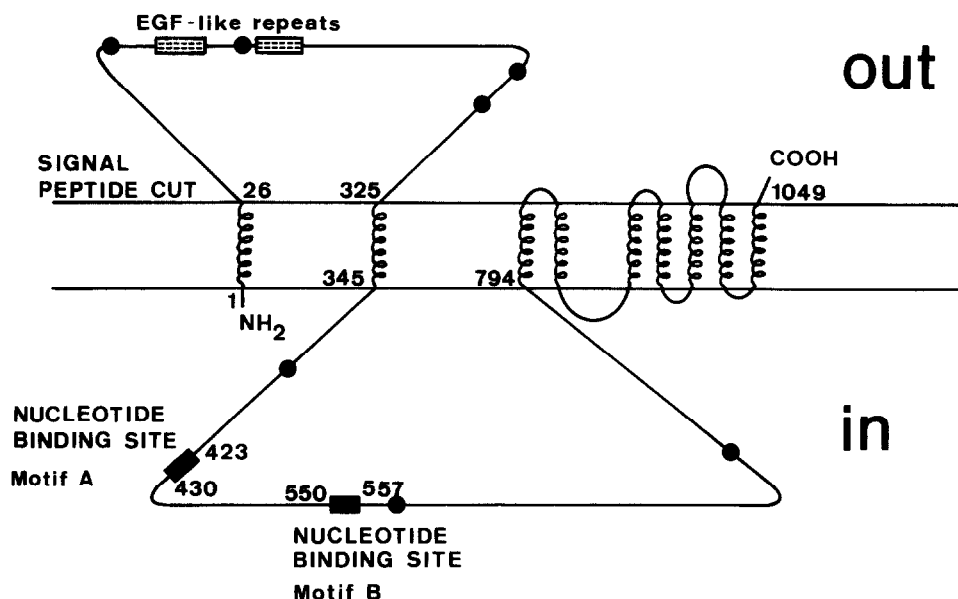 EGF-like repeats
out
SIGNAL
PEPTIDE CUT
26
325
COOH
1049
345
794
1
NH2
in
NUCLEOTIDE
BINDING SITE
Motif A
423
430
550
557
NUCLEOTIDE
BINDING SITE
Motif B